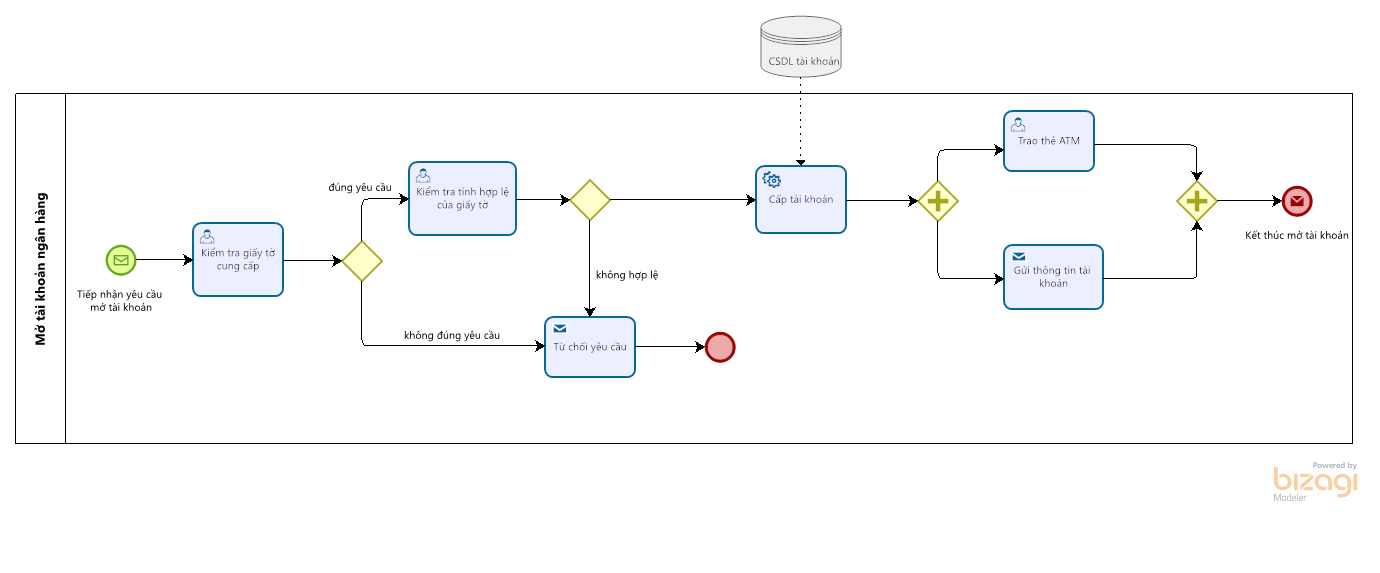 CSDL tài khoản
Mở tài khoản ngân hàng
Tiếp nhận yêu cầu
mở tài khoản
Kiểm tra giấy tờ
cung cấp
đúng yêu cầu
Kiểm tra tính hợp lệ
của giấy tờ
không hợp lệ
không đúng yêu cầu
Từ chối yêu cầu
Cấp tài khoản
Trao thẻ ATM
Gửi thông tin tài
khoản
Kết thúc mở tài khoản
Powered by
bizagi
Modeler